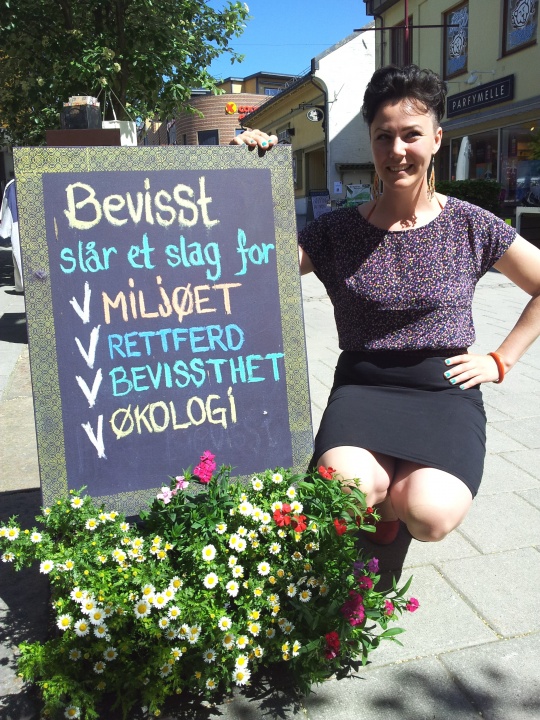 Bevisst
slår et slag for
MILJØET
RETTFERD
BEVISSTHET
ØKOLOGI
PARFYMELLE